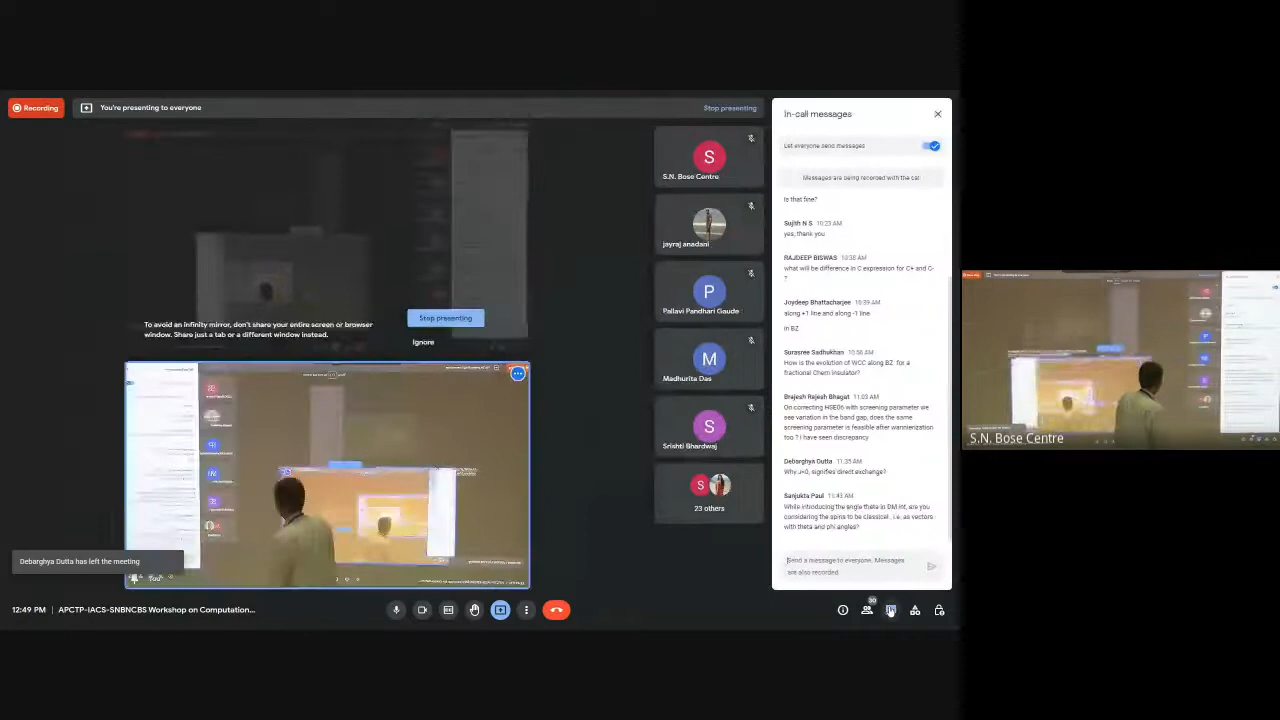 Recording
You're presenting to everyone
Stop presenting
To avoid an infinity mirror, don't share your entire screen or browser
window. Share just a tab or a different window instead.
Stop presenting
Ignore
S.N. Bose Centre
jayraj anadani
Pallavi Pandhari Gaude
Madhurita Das
Srishti Bhardwaj
23 others
In-call messages
Let everyone send messages
Messages are being recorded with the call
Is that fine?
Sujith N S 10:23 AM
yes, thank you
RAJDEEP BISWAS 10:38 AM
what will be difference in C expression for C+ and C-
?
Joydeep Bhattacharjee 10:39 AM
along +1 line and along -1 line
in BZ
Surasree Sadhukhan 10:56 AM
How is the evolution of WCC along BZ for a
fractional Chern insulator?
Brajesh Rajesh Bhagat 11:03 AM
On correcting HSE06 with screening parameter we
see variation in the band gap, does the same
screening parameter is feasible after wannierization
too ? I have seen discrepancy
Debarghya Dutta 11:35 AM
Why J<0, signifies direct exchange?
Sanjukta Paul 11:43 AM
While introducing the angle theta in DM int, are you
considering the spins to be classical , i.e, as vectors
with theta and phi angles?
Send a message to everyone. Messages
are also recorded.
Debarghya Dutta has left the meeting
You
12:49 PM | APCTP-IACS-SNBNCBS Workshop on Computation...
30
S.N. Bose Centre